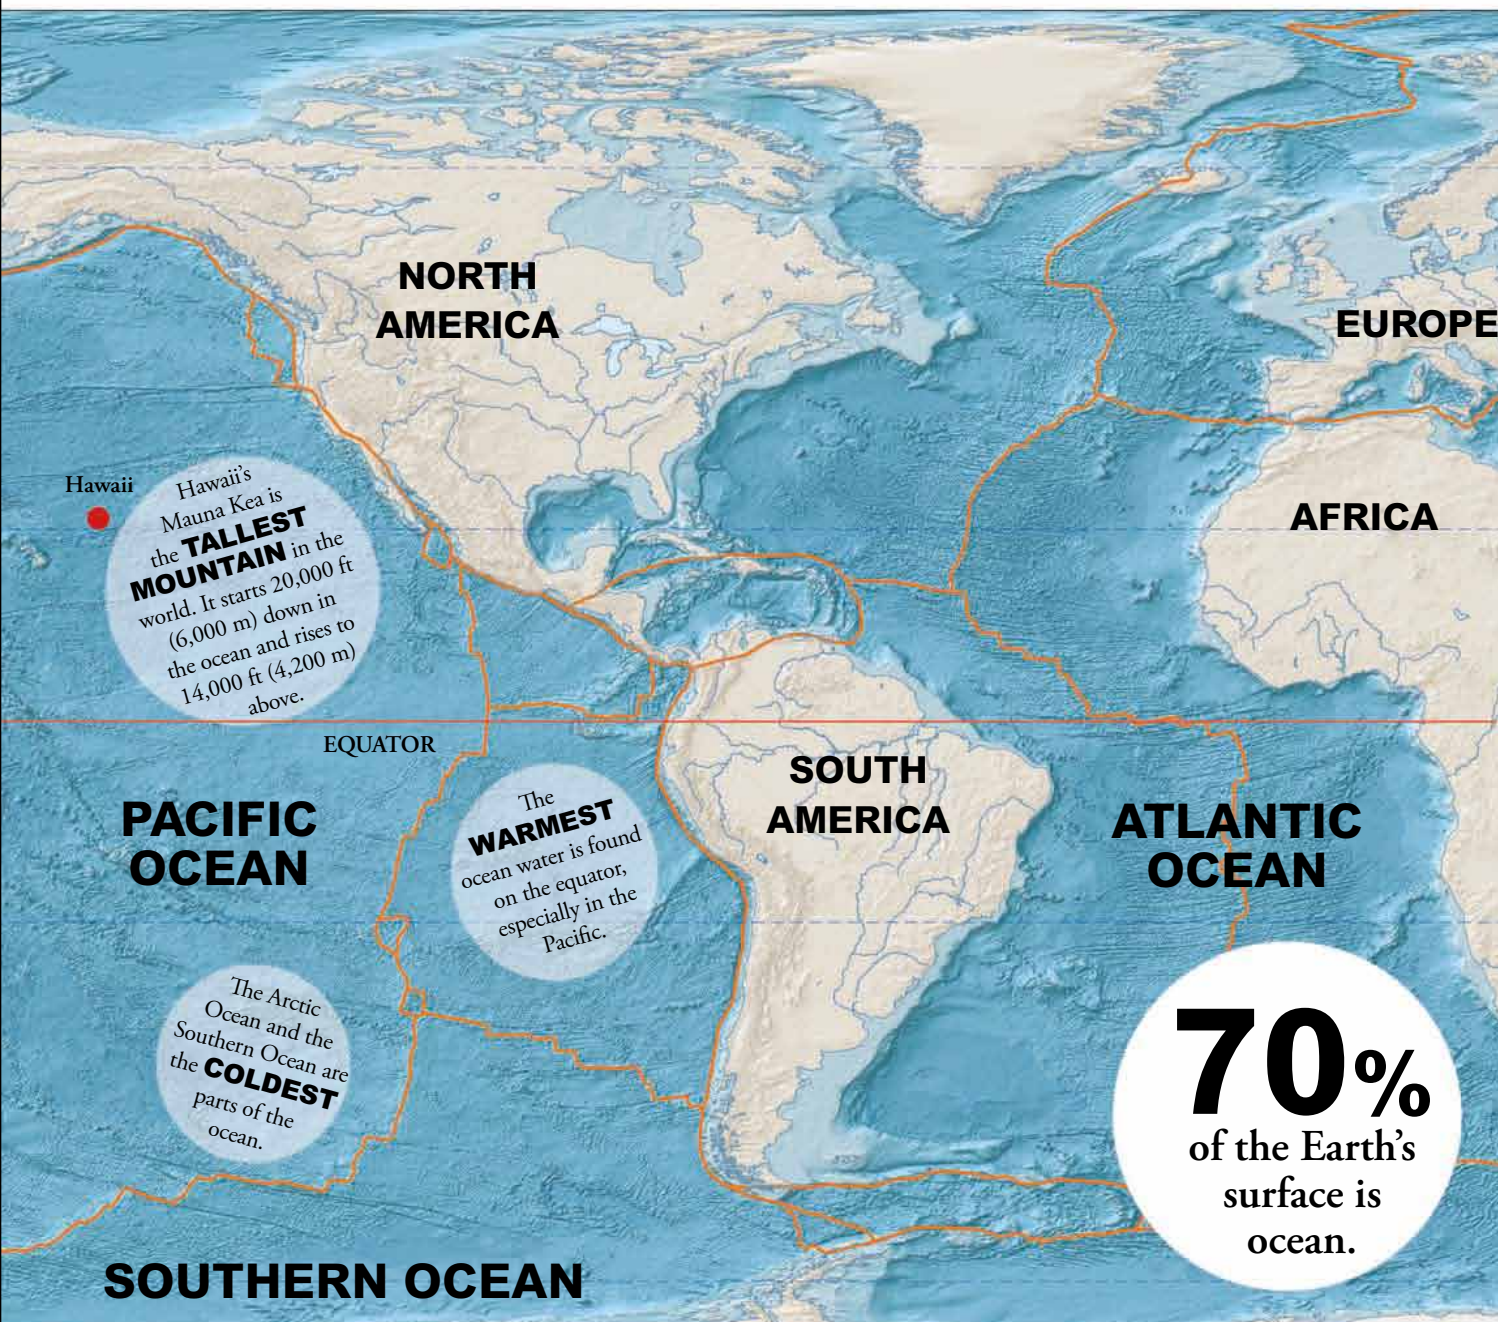 NORTH
AMERICA
EUROPE
Hawaii
Hawaii's
Mauna Kea is
the TALLEST
MOUNTAIN in the
world. It starts 20,000 ft
(6,000 m) down in
the ocean and rises to
14,000 ft (4,200 m)
above.
AFRICA
EQUATOR
PACIFIC
OCEAN
The
WARMEST
ocean water is found
on the equator,
especially in the
Pacific.
SOUTH
AMERICA
ATLANTIC
OCEAN
The Arctic
Ocean and the
Southern Ocean are
the COLDEST
parts of the
ocean.
70%
of the Earth's
surface is
ocean.
SOUTHERN OCEAN